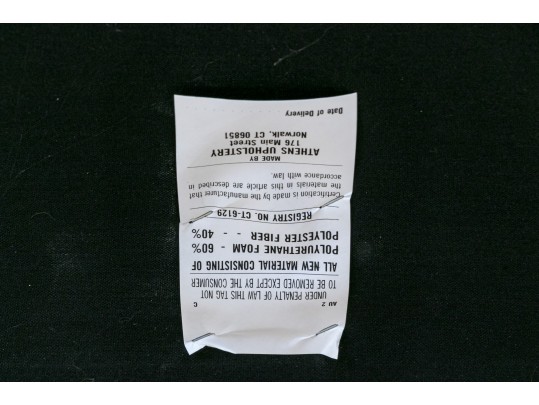 AU 2 C
UNDER PENALTY OF LAW THIS TAG NOT
TO BE REMOVED EXCEPT BY THE CONSUMER
ALL NEW MATERIAL CONSISTING OF
POLYURETHANE FOAM - 60%
POLYESTER FIBER - - 40%
REGISTRY NO. CT-6129
Certification is made by the manufacturer that
the materials in this article are described in
accordance with law.
MADE BY
ATHENS UPHOLSTERY
176 Main Street
Norwalk, CT 06851
Date of Delivery